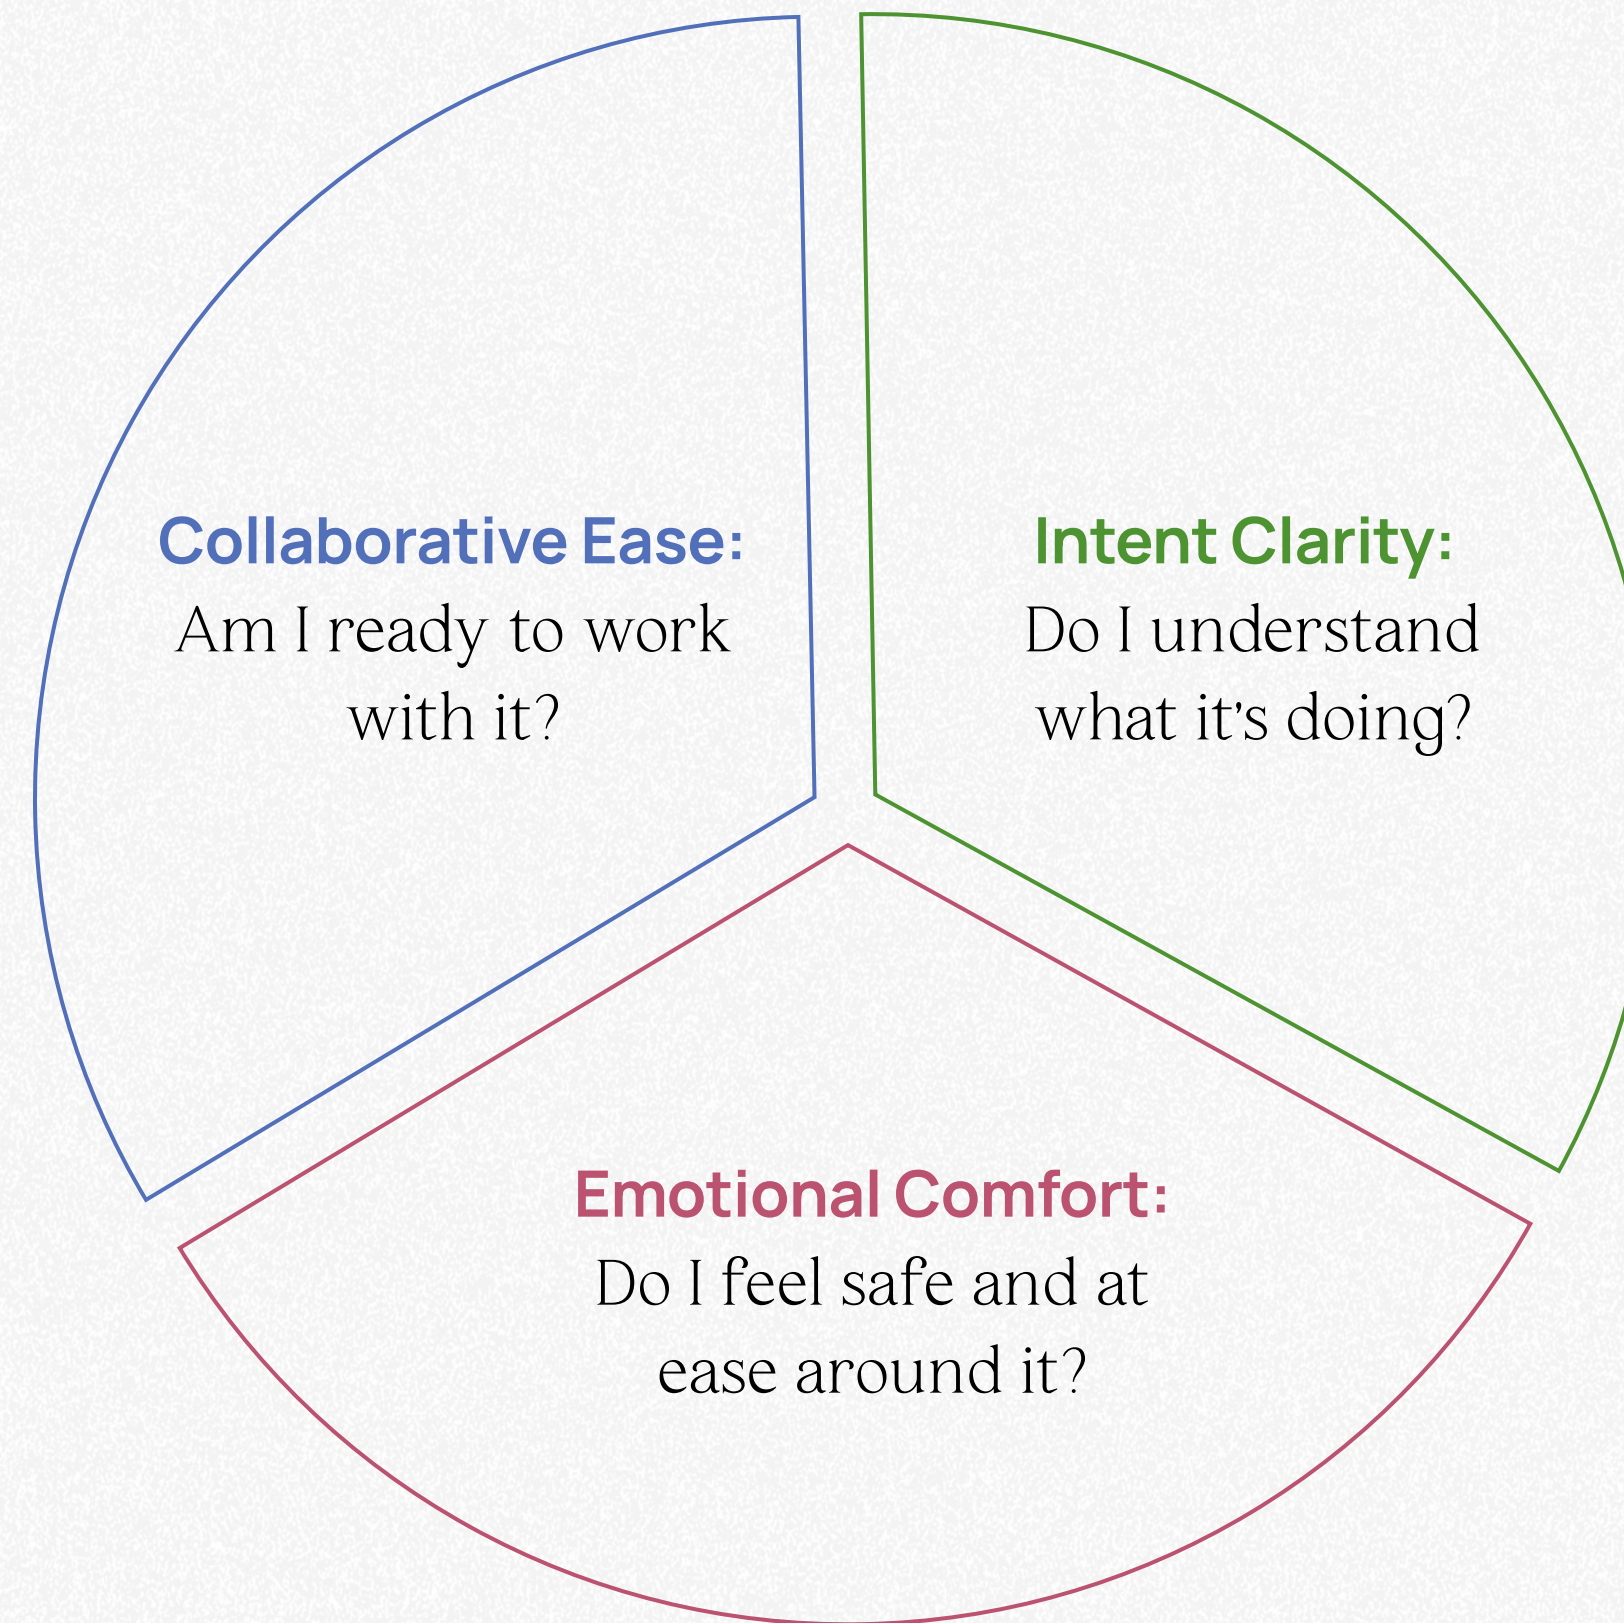 Collaborative Ease:
Am I ready to work
with it?
Intent Clarity:
Do I understand
what it's doing?
Emotional Comfort:
Do I feel safe and at
ease around it?